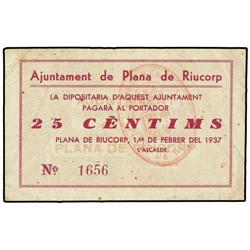 Ajuntament de Plana de Riucorp
LA DIPOSITARIA D'AQUEST AJUNTAMENT
PAGARÀ AL PORTADOR
25 CÈNTIMS
PLANA DE RIUCORP, 1.er DE FEBRER DEL 1937
L'ALCALDE,
Nº 1656